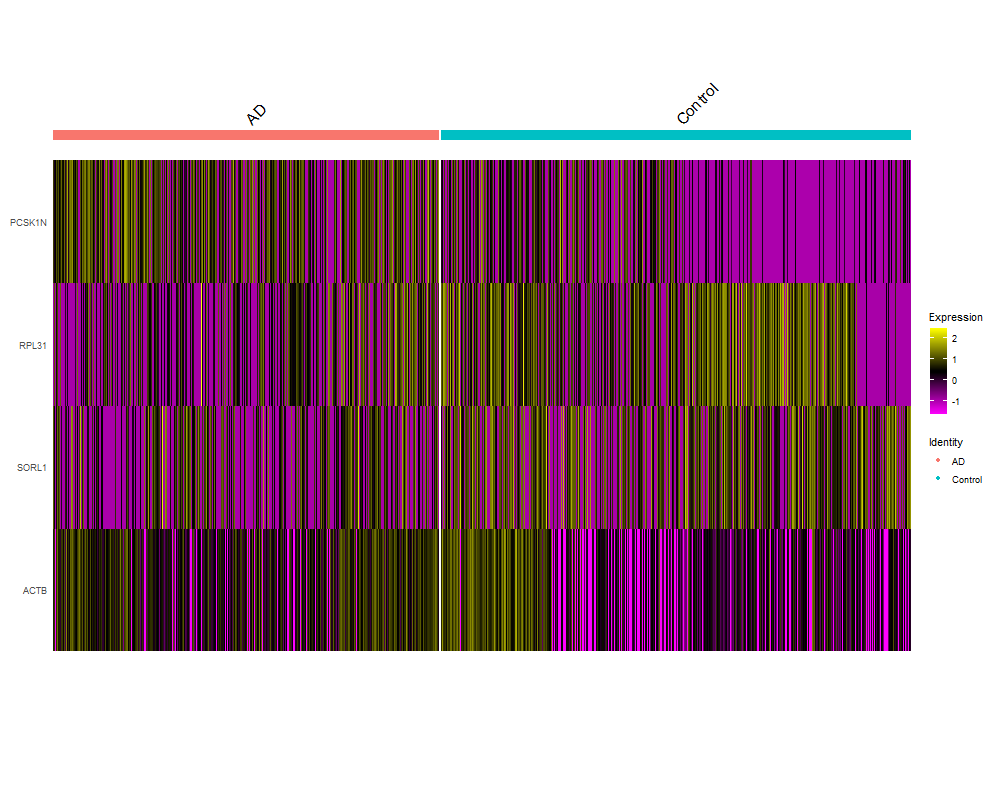 AD
Control
PCSK1N
RPL31
SORL1
ACTB
Expression
2
1
0
-1
Identity
AD
Control